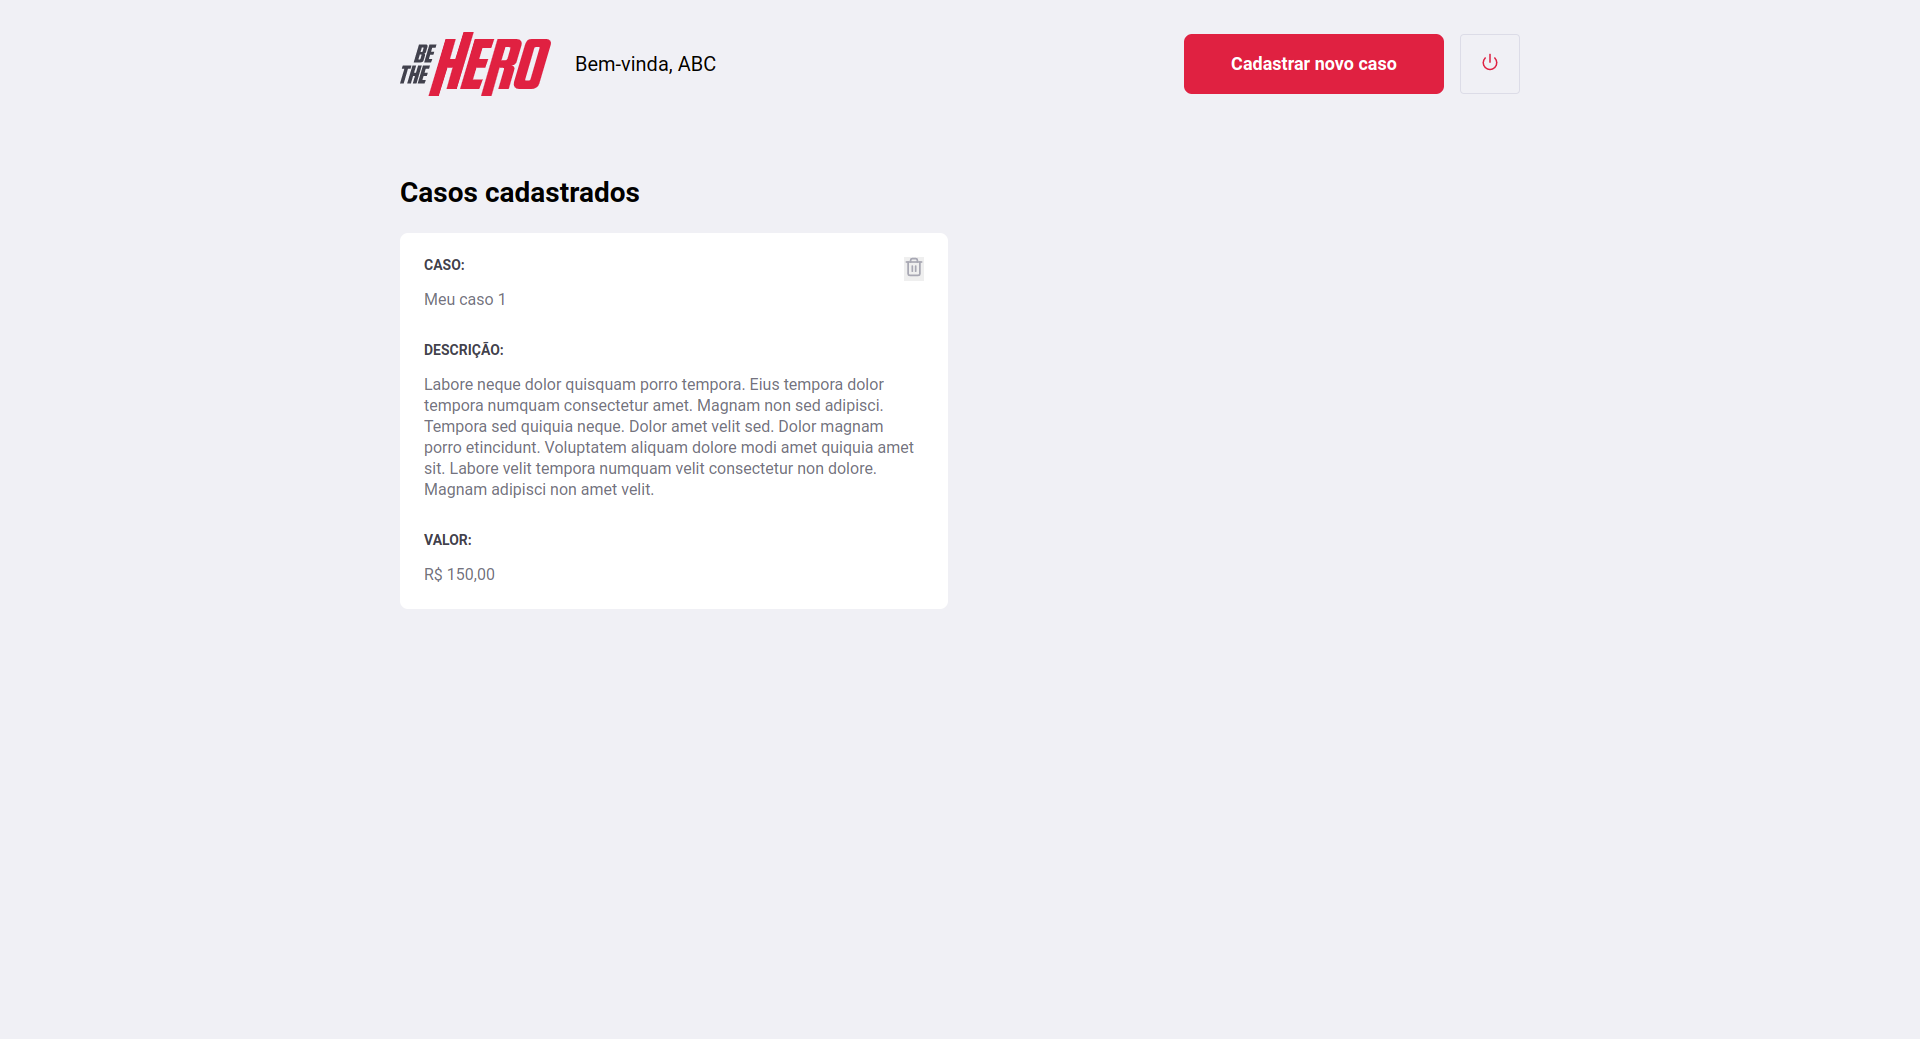 BE THE HERO
Bem-vinda, ABC
Cadastrar novo caso
Casos cadastrados
CASO:
Meu caso 1
DESCRIÇÃO:
Labore neque dolor quisquam porro tempora. Eius tempora dolor
tempora numquam consectetur amet. Magnam non sed adipisci.
Tempora sed quiquia neque. Dolor amet velit sed. Dolor magnam
porro etincidunt. Voluptatem aliquam dolore modi amet quiquia amet
sit. Labore velit tempora numquam velit consectetur non dolore.
Magnam adipisci non amet velit.
VALOR:
R$ 150,00